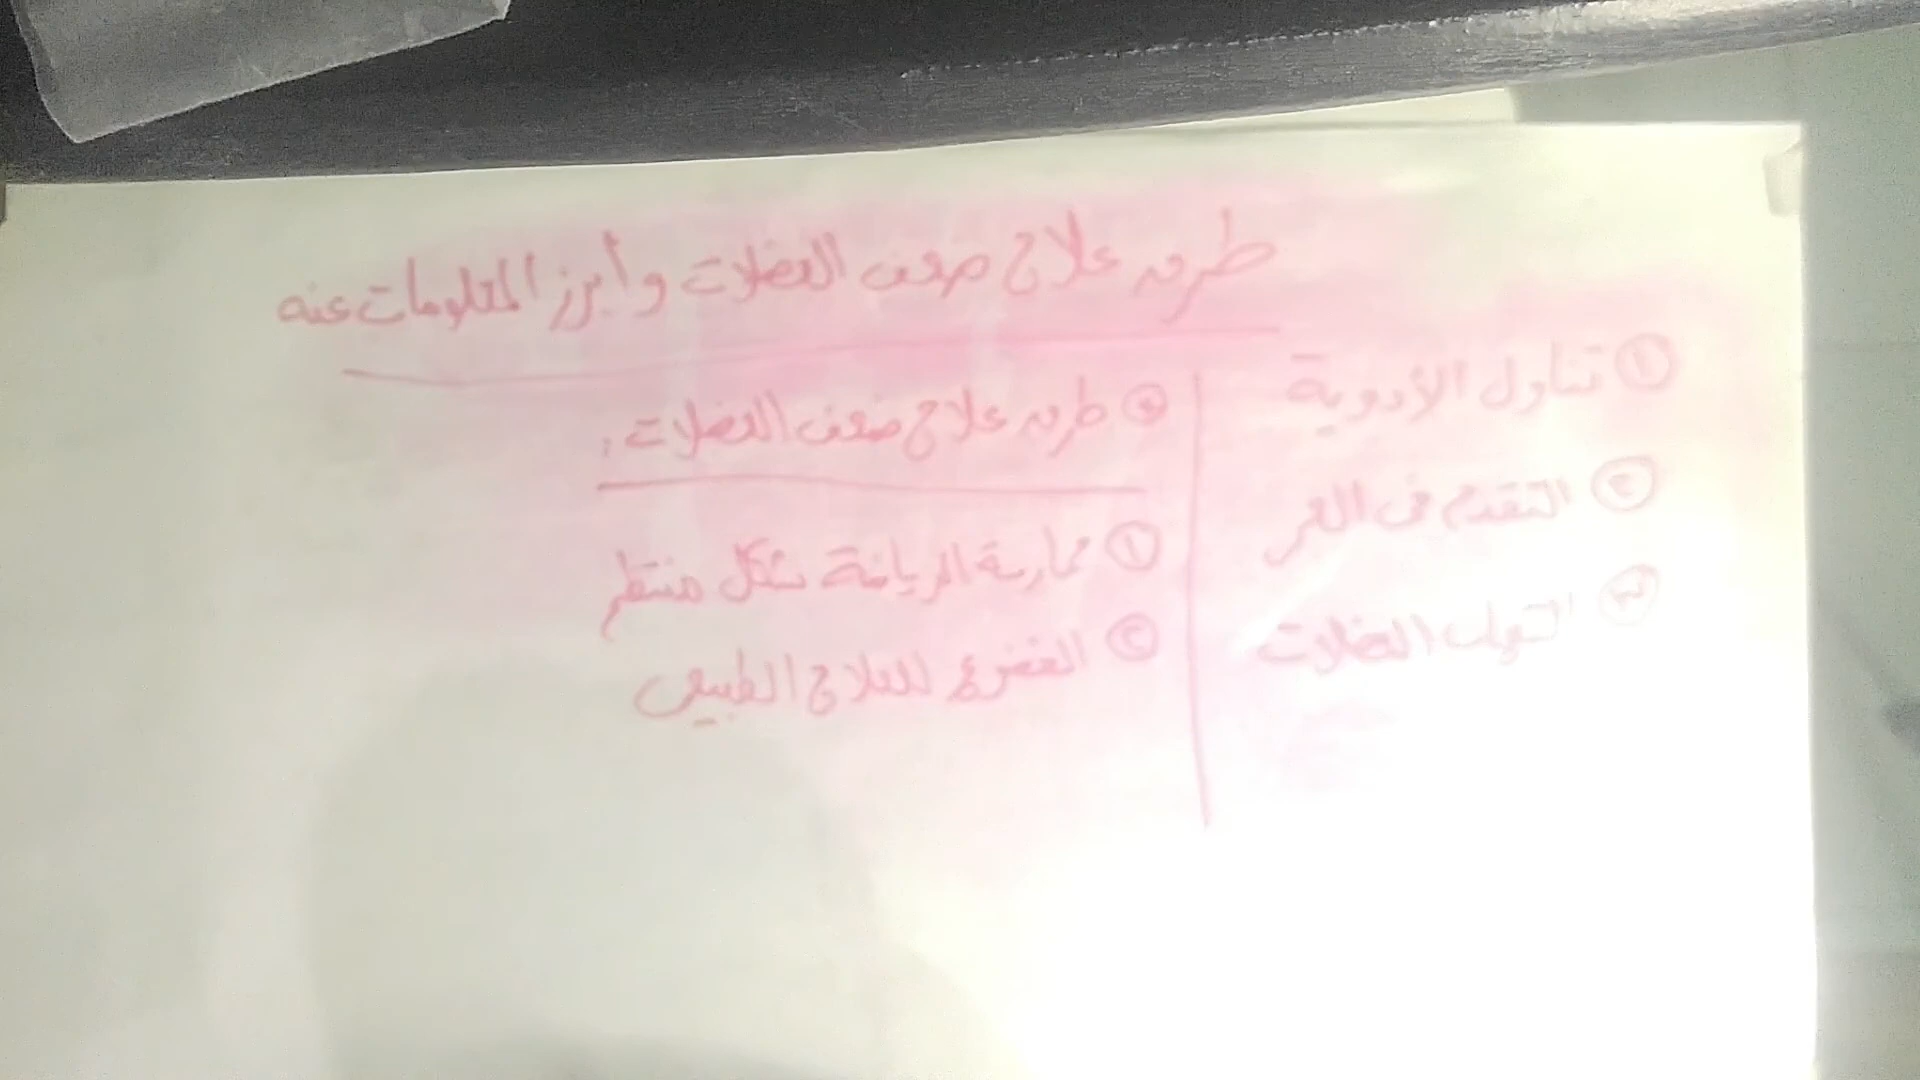 طرق علاج ضعف العضلات وأبرز المعلومات عنه
① تناول الأدوية
② التقدم في العمر
③ التهاب العضلات
* طرق علاج ضعف العضلات:
① ممارسة الرياضة بشكل منتظم
② الخضوع للعلاج الطبيعي